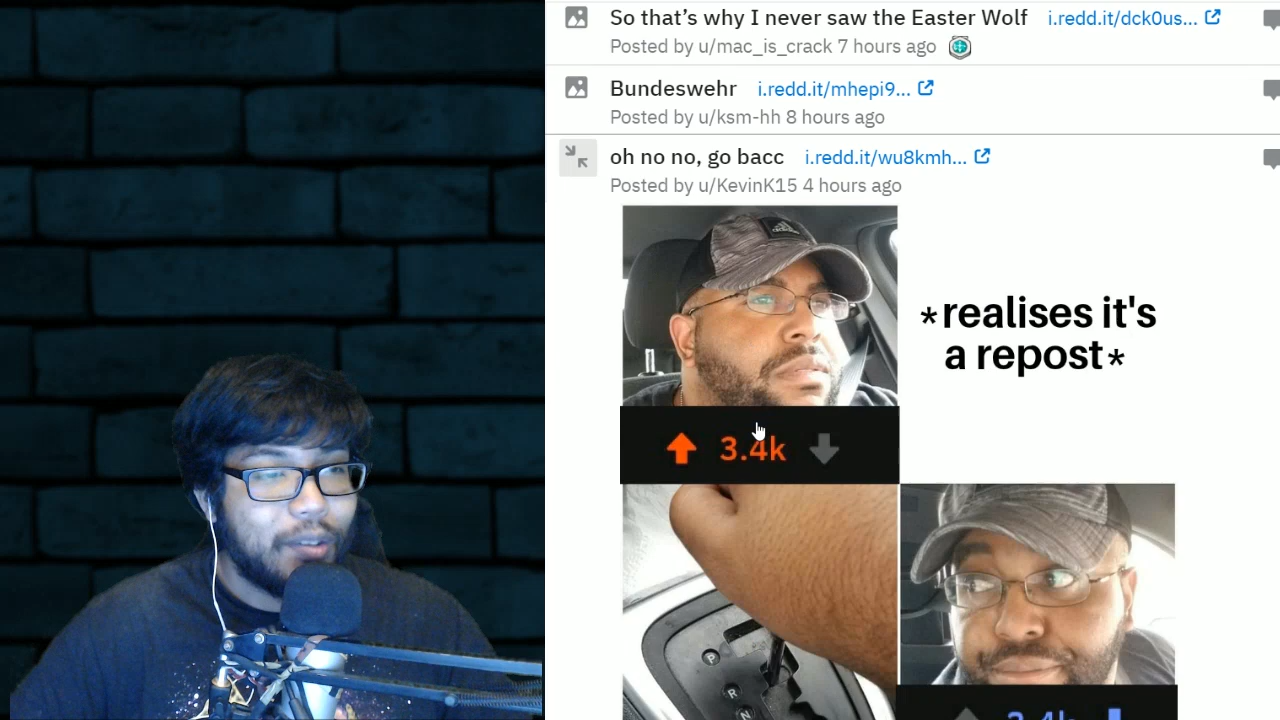 So that’s why I never saw the Easter Wolf i.redd.it/dck0us...
Posted by u/mac_is_crack 7 hours ago
Bundeswehr i.redd.it/mhepi9...
Posted by u/ksm-hh 8 hours ago
oh no no, go bacc i.redd.it/wu8kmh...
Posted by u/KevinK15 4 hours ago
adidas
*realises it's
a repost*
3.4k
P
R
N